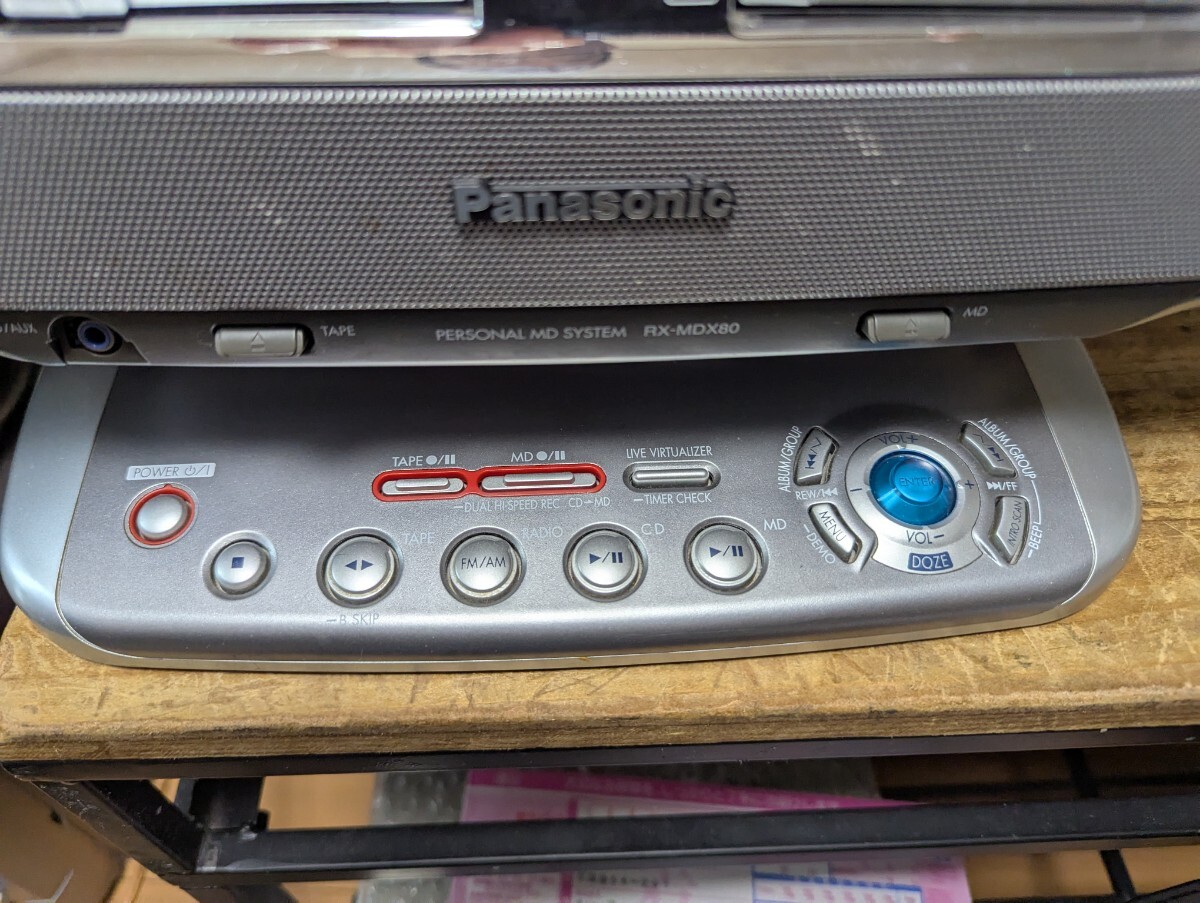 Panasonic
/AUX
TAPE
PERSONAL MD SYSTEM RX-MDX80
MD
POWER ⏻/I
TAPE ●/II
MD ●/II
LIVE VIRTUALIZER
–DUAL HI-SPEED REC
CD→MD
–TIMER CHECK
TAPE
–B.SKIP
FM/AM
RADIO
CD
MD
ALBUM/GROUP
REW/I◀◀
MENU
–DEMO
VOL+
– ENTER +
VOL–
DOZE
ALBUM/GROUP
▶▶I/FF
INTRO SCAN
–BEEP